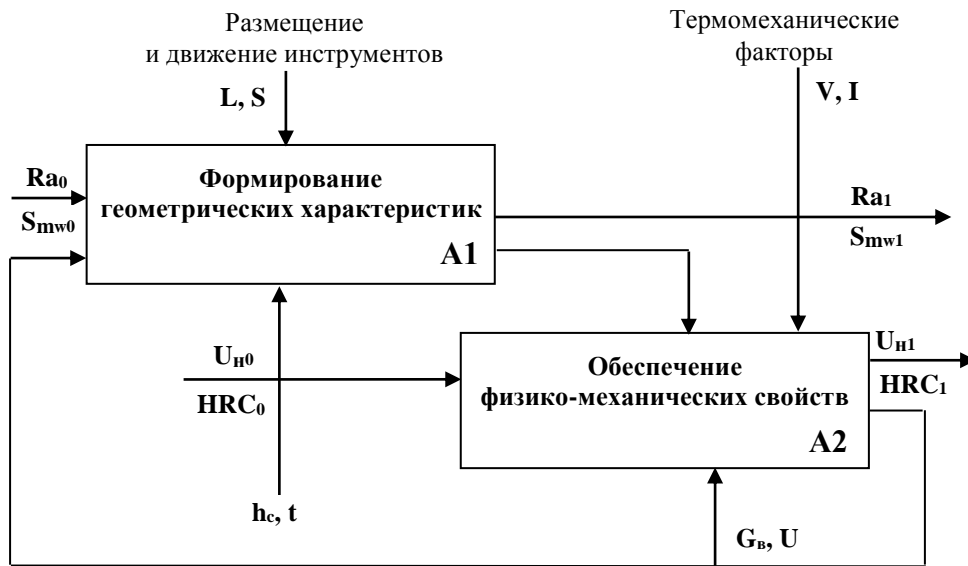 Размещение
и движение инструментов
Термомеханические
факторы
L, S
V, I
Ra₀
Smw0
Формирование
геометрических характеристик
A1
Ra₁
Smw1
Uн0
HRC₀
Обеспечение
физико-механических свойств
A2
Uн1
HRC₁
hс, t
Gв, U